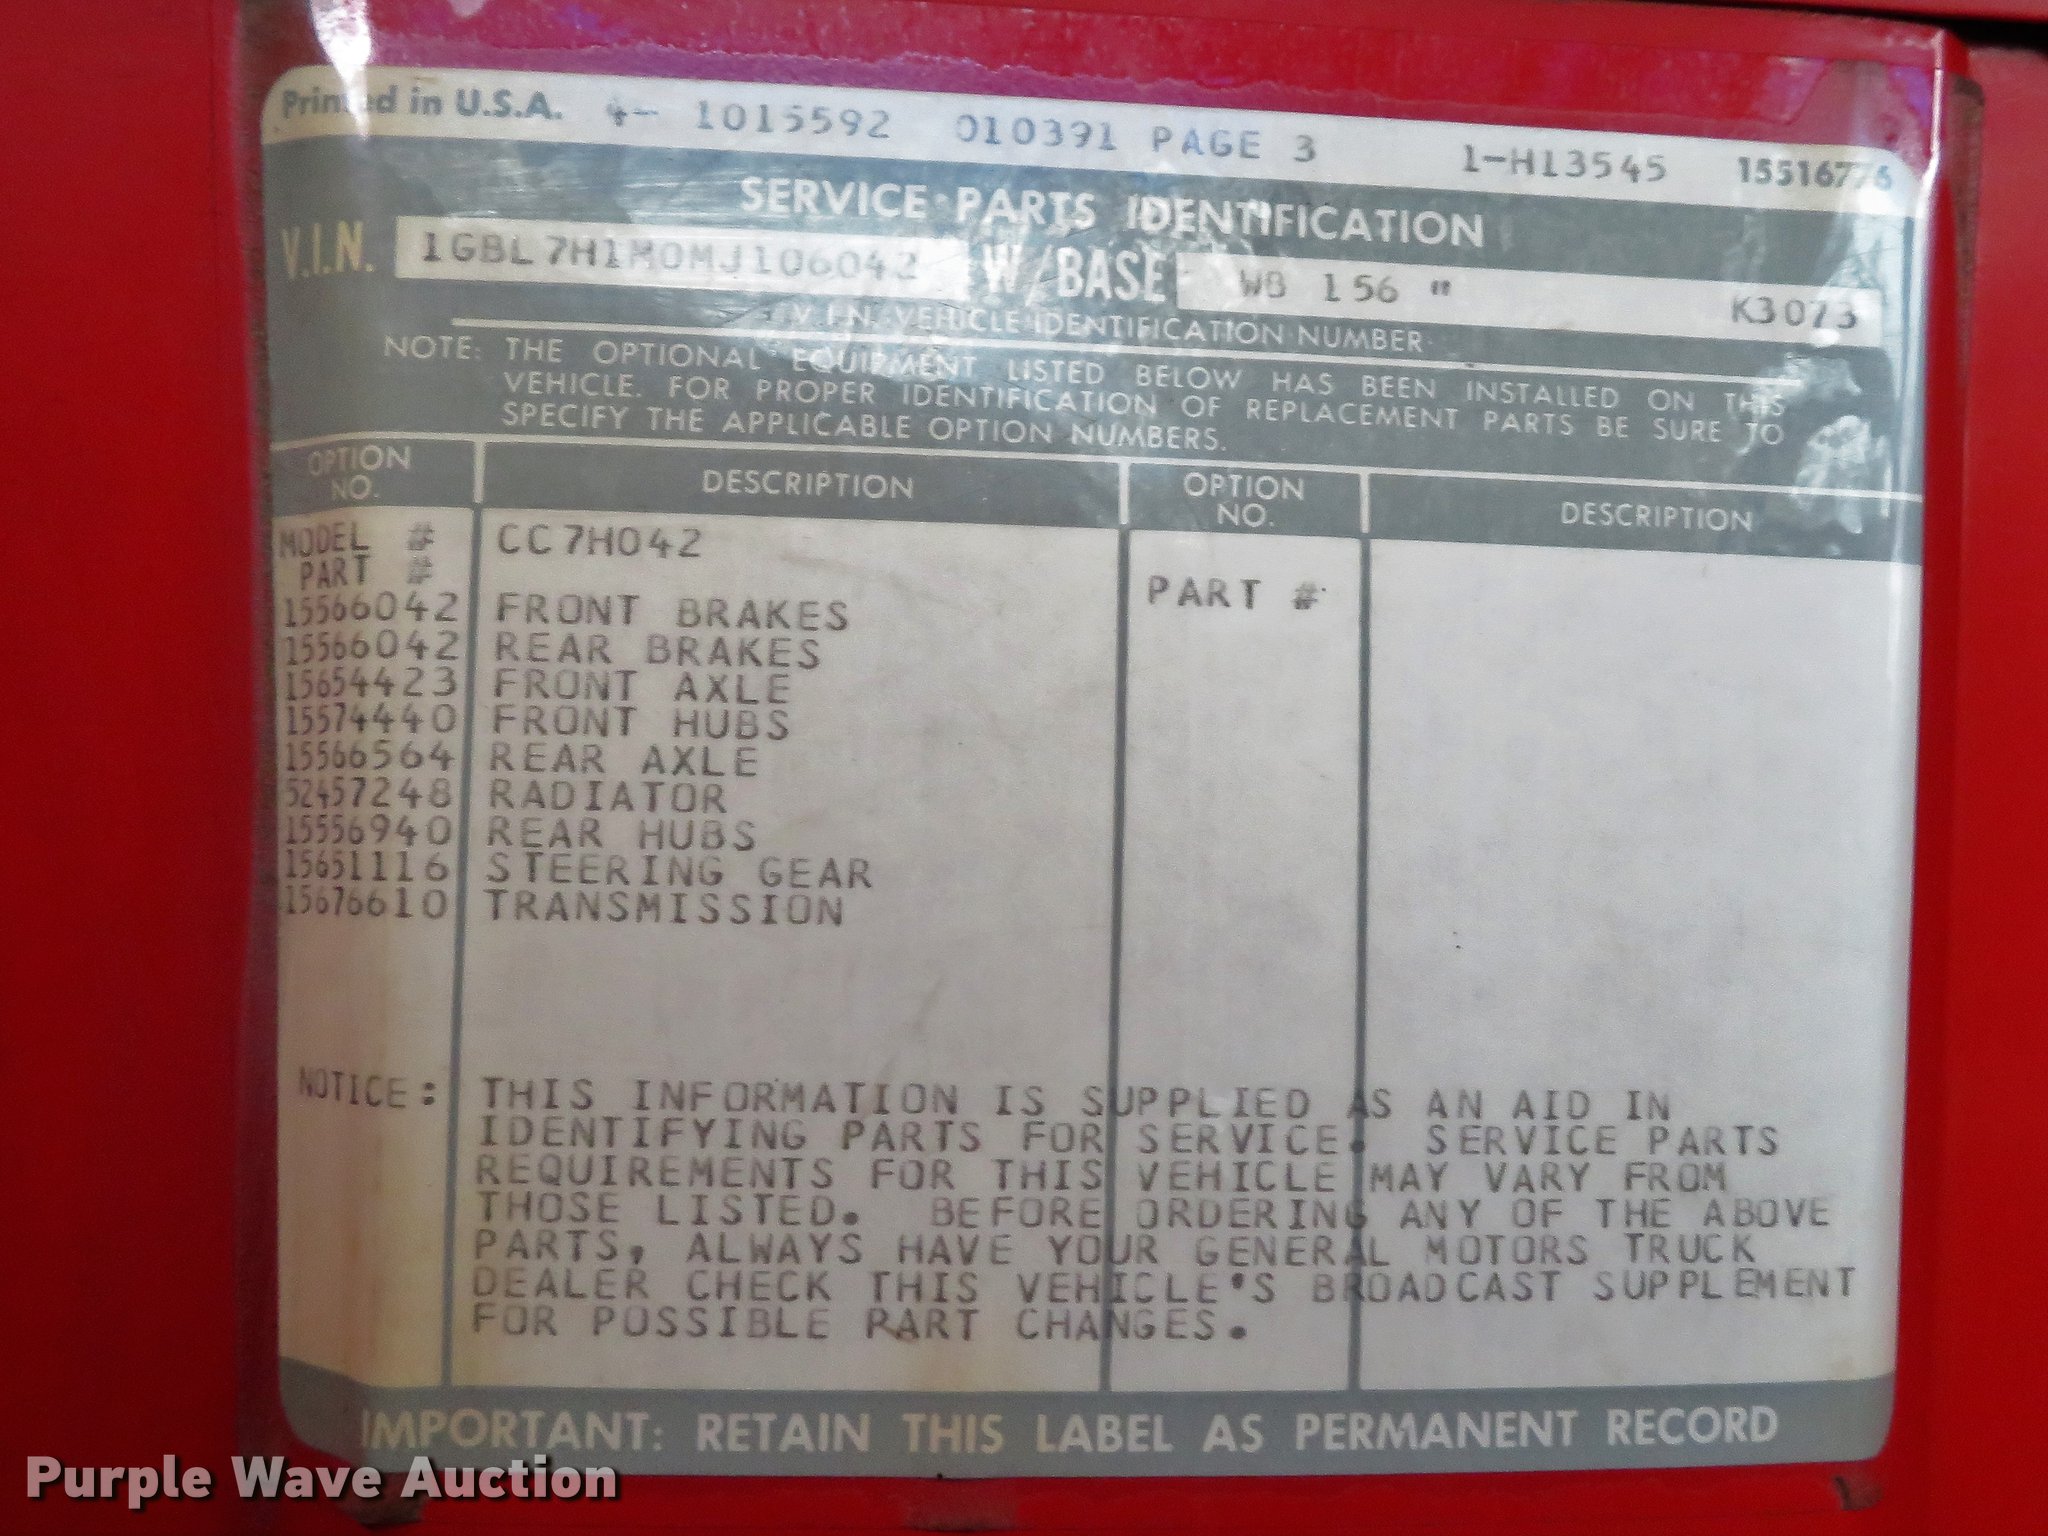 Printed in U.S.A. 4- 1015592 010391 PAGE 3 1-H13545 15516776
SERVICE PARTS IDENTIFICATION
V.I.N. 1GBL7H1M0MJ106042 W/BASE WB 156 " K3073
V.I.N. VEHICLE IDENTIFICATION NUMBER
NOTE: THE OPTIONAL EQUIPMENT LISTED BELOW HAS BEEN INSTALLED ON THIS
VEHICLE. FOR PROPER IDENTIFICATION OF REPLACEMENT PARTS BE SURE TO
SPECIFY THE APPLICABLE OPTION NUMBERS.
OPTION NO. DESCRIPTION OPTION NO. DESCRIPTION
MODEL # CC7H042
PART # PART #
15566042 FRONT BRAKES
15566042 REAR BRAKES
15654423 FRONT AXLE
15574440 FRONT HUBS
15566564 REAR AXLE
52457248 RADIATOR
15556940 REAR HUBS
15651116 STEERING GEAR
15676610 TRANSMISSION
NOTICE: THIS INFORMATION IS SUPPLIED AS AN AID IN
IDENTIFYING PARTS FOR SERVICE. SERVICE PARTS
REQUIREMENTS FOR THIS VEHICLE MAY VARY FROM
THOSE LISTED. BEFORE ORDERING ANY OF THE ABOVE
PARTS, ALWAYS HAVE YOUR GENERAL MOTORS TRUCK
DEALER CHECK THIS VEHICLE'S BROADCAST SUPPLEMENT
FOR POSSIBLE PART CHANGES.
IMPORTANT: RETAIN THIS LABEL AS PERMANENT RECORD
Purple Wave Auction